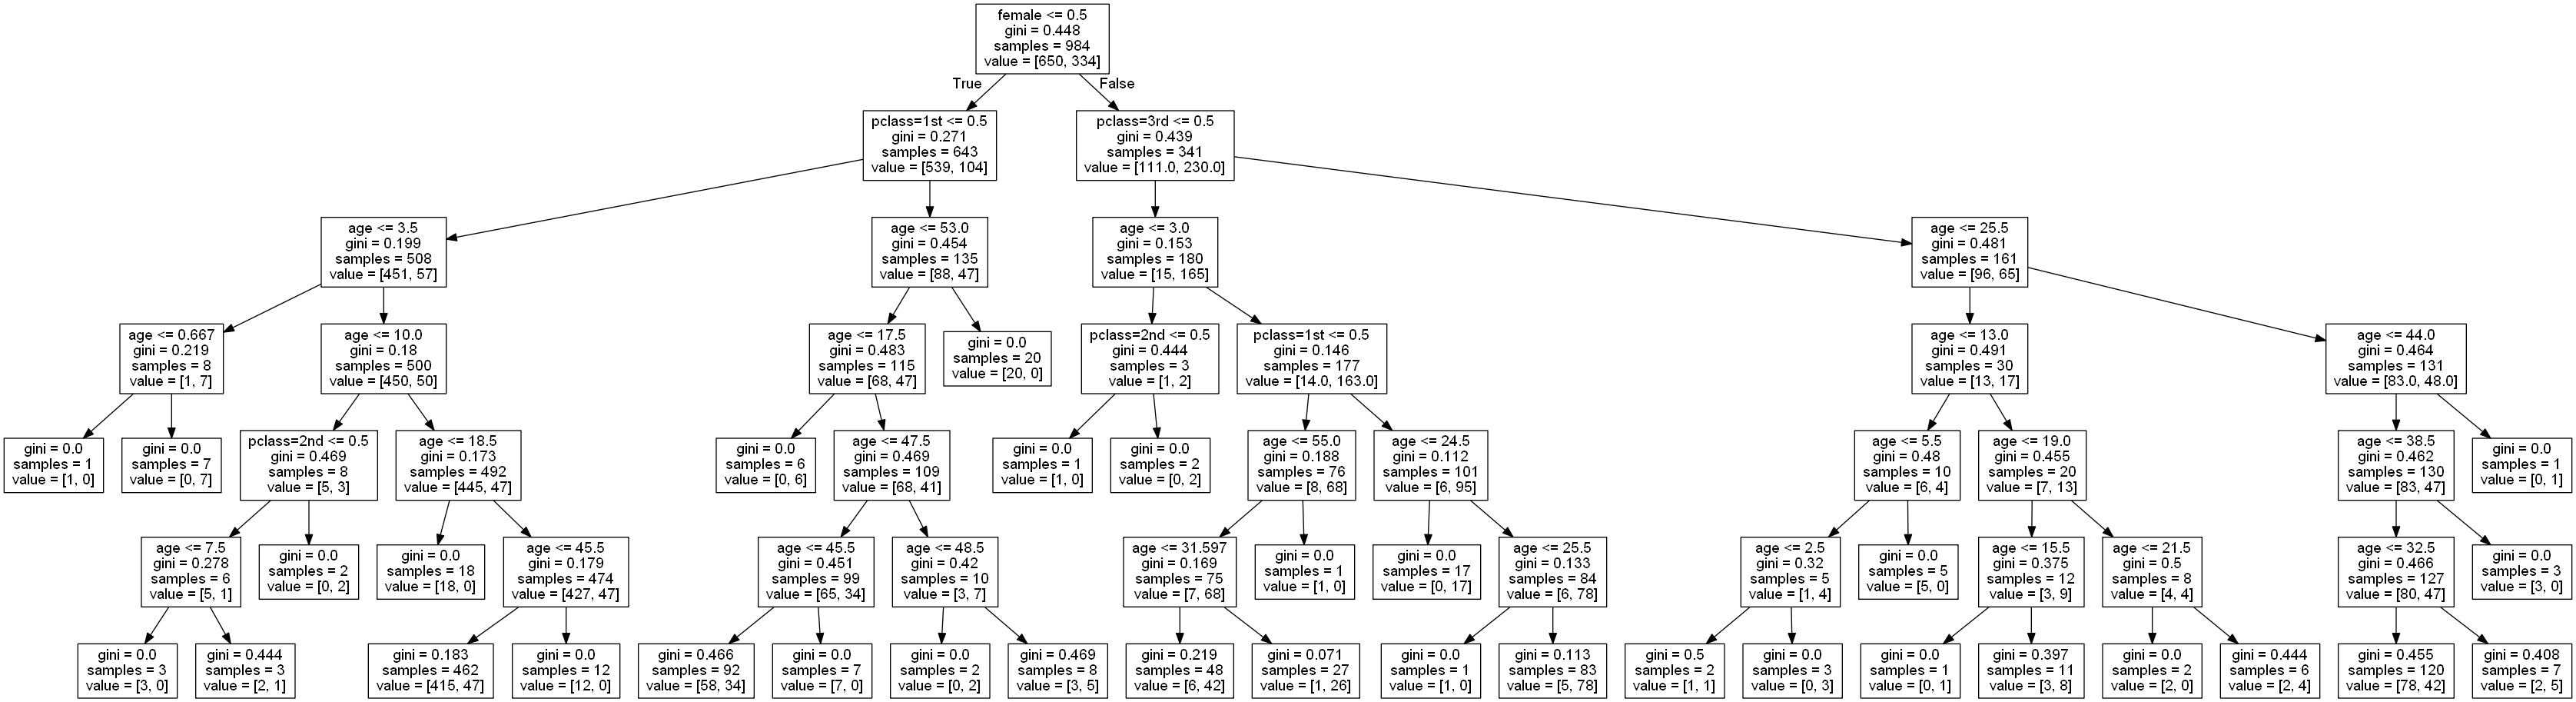 female <= 0.5
gini = 0.448
samples = 984
value = [650, 334]
True
False
pclass=1st <= 0.5
gini = 0.271
samples = 643
value = [539, 104]
pclass=3rd <= 0.5
gini = 0.439
samples = 341
value = [111.0, 230.0]
age <= 3.5
gini = 0.199
samples = 508
value = [451, 57]
age <= 53.0
gini = 0.454
samples = 135
value = [88, 47]
age <= 3.0
gini = 0.153
samples = 180
value = [15, 165]
age <= 25.5
gini = 0.481
samples = 161
value = [96, 65]
age <= 0.667
gini = 0.219
samples = 8
value = [1, 7]
age <= 10.0
gini = 0.18
samples = 500
value = [450, 50]
age <= 17.5
gini = 0.483
samples = 115
value = [68, 47]
gini = 0.0
samples = 20
value = [20, 0]
pclass=2nd <= 0.5
gini = 0.444
samples = 3
value = [1, 2]
pclass=1st <= 0.5
gini = 0.146
samples = 177
value = [14.0, 163.0]
age <= 13.0
gini = 0.491
samples = 30
value = [13, 17]
age <= 44.0
gini = 0.464
samples = 131
value = [83.0, 48.0]
gini = 0.0
samples = 1
value = [1, 0]
gini = 0.0
samples = 7
value = [0, 7]
pclass=2nd <= 0.5
gini = 0.469
samples = 8
value = [5, 3]
age <= 18.5
gini = 0.173
samples = 492
value = [445, 47]
gini = 0.0
samples = 6
value = [0, 6]
age <= 47.5
gini = 0.469
samples = 109
value = [68, 41]
gini = 0.0
samples = 1
value = [1, 0]
gini = 0.0
samples = 2
value = [0, 2]
age <= 55.0
gini = 0.188
samples = 76
value = [8, 68]
age <= 24.5
gini = 0.112
samples = 101
value = [6, 95]
age <= 5.5
gini = 0.48
samples = 10
value = [6, 4]
age <= 19.0
gini = 0.455
samples = 20
value = [7, 13]
age <= 38.5
gini = 0.462
samples = 130
value = [83, 47]
gini = 0.0
samples = 1
value = [0, 1]
age <= 7.5
gini = 0.278
samples = 6
value = [5, 1]
gini = 0.0
samples = 2
value = [0, 2]
gini = 0.0
samples = 18
value = [18, 0]
age <= 45.5
gini = 0.179
samples = 474
value = [427, 47]
age <= 45.5
gini = 0.451
samples = 99
value = [65, 34]
age <= 48.5
gini = 0.42
samples = 10
value = [3, 7]
age <= 31.597
gini = 0.169
samples = 75
value = [7, 68]
gini = 0.0
samples = 1
value = [1, 0]
gini = 0.0
samples = 17
value = [0, 17]
age <= 25.5
gini = 0.133
samples = 84
value = [6, 78]
age <= 2.5
gini = 0.32
samples = 5
value = [1, 4]
gini = 0.0
samples = 5
value = [5, 0]
age <= 15.5
gini = 0.375
samples = 12
value = [3, 9]
age <= 21.5
gini = 0.5
samples = 8
value = [4, 4]
age <= 32.5
gini = 0.466
samples = 127
value = [80, 47]
gini = 0.0
samples = 3
value = [3, 0]
gini = 0.0
samples = 3
value = [3, 0]
gini = 0.444
samples = 3
value = [2, 1]
gini = 0.183
samples = 462
value = [415, 47]
gini = 0.0
samples = 12
value = [12, 0]
gini = 0.466
samples = 92
value = [58, 34]
gini = 0.0
samples = 7
value = [7, 0]
gini = 0.0
samples = 2
value = [0, 2]
gini = 0.469
samples = 8
value = [3, 5]
gini = 0.219
samples = 48
value = [6, 42]
gini = 0.071
samples = 27
value = [1, 26]
gini = 0.0
samples = 1
value = [1, 0]
gini = 0.113
samples = 83
value = [5, 78]
gini = 0.5
samples = 2
value = [1, 1]
gini = 0.0
samples = 3
value = [0, 3]
gini = 0.0
samples = 1
value = [0, 1]
gini = 0.397
samples = 11
value = [3, 8]
gini = 0.0
samples = 2
value = [2, 0]
gini = 0.444
samples = 6
value = [2, 4]
gini = 0.455
samples = 120
value = [78, 42]
gini = 0.408
samples = 7
value = [2, 5]